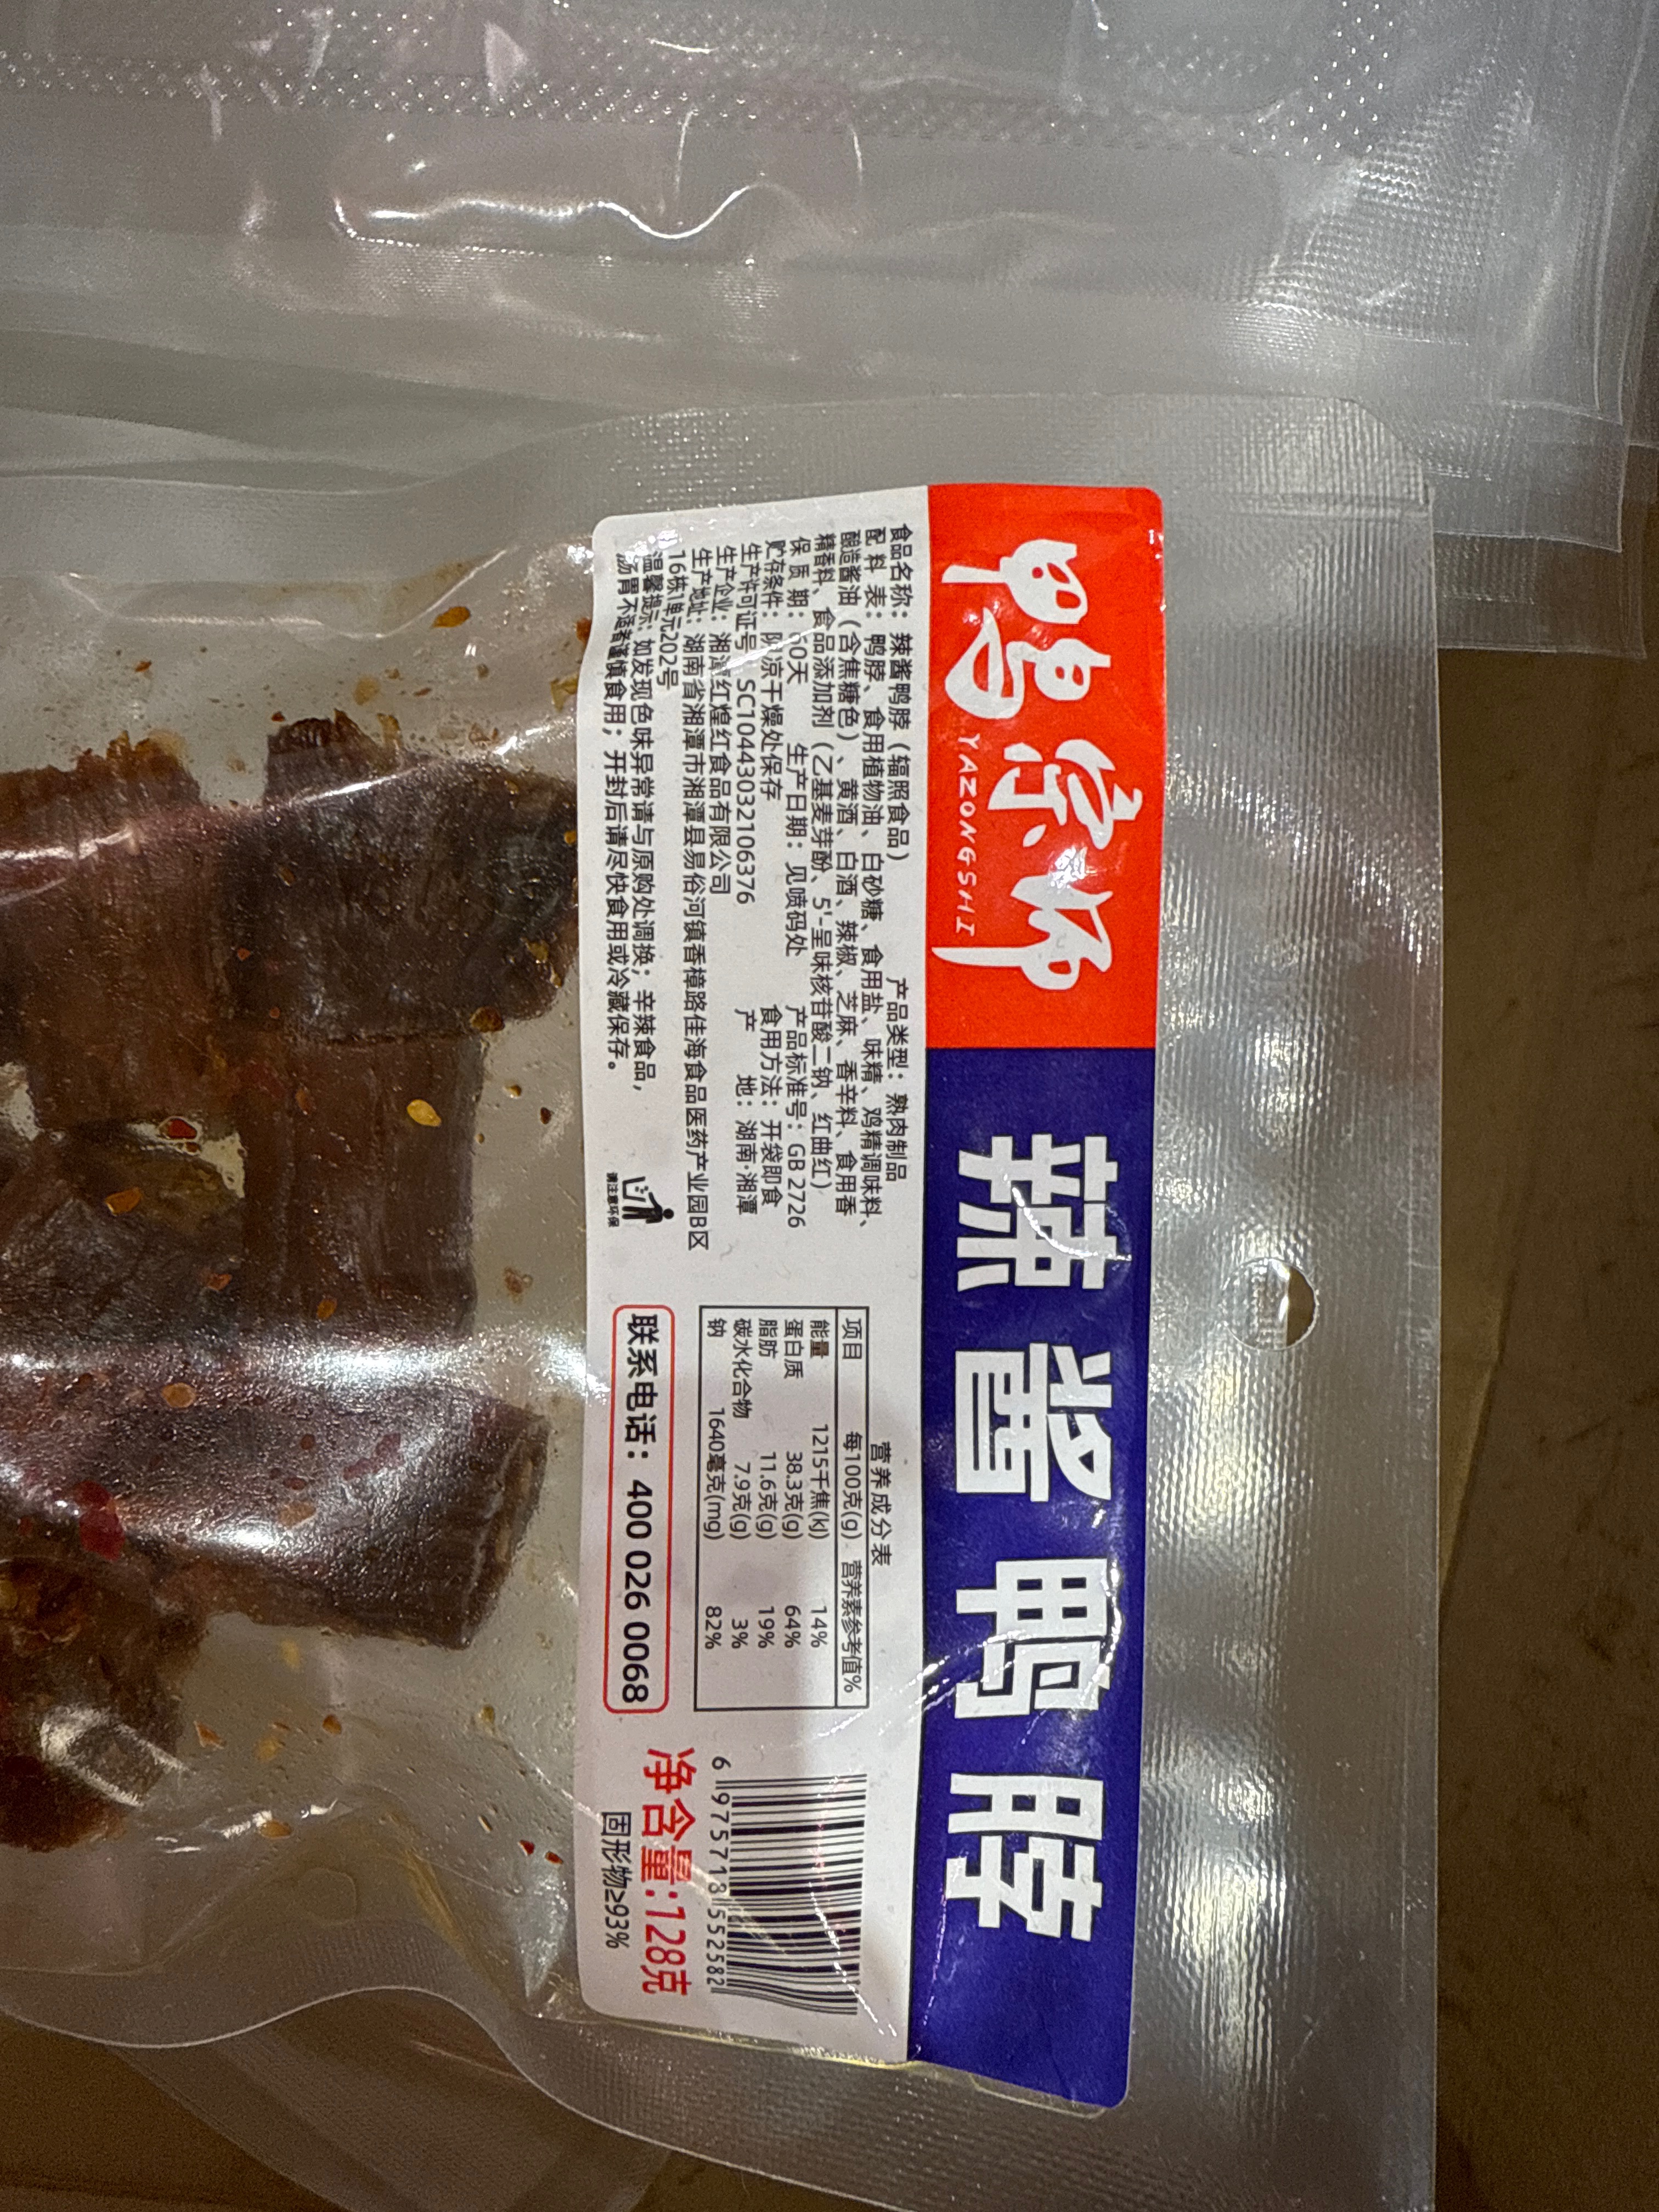 鸭宗师
YAZONGSHI
辣酱鸭脖
食品名称：辣酱鸭脖（辐照食品） 产品类型：熟肉制品
配 料 表：鸭脖、食用植物油、白砂糖、食用盐、味精、鸡精调味料、
酿造酱油（含焦糖色）、黄酒、白酒、辣椒、芝麻、香辛料、食用香
精香料、食品添加剂（乙基麦芽酚、5'-呈味核苷酸二钠、红曲红）
保 质 期： 生产日期：见喷码处 产品标准号：GB 2726
贮存条件：阴凉干燥处保存 食用方法：开袋即食
生产许可证号：SC10443032106376 产 地：湖南·湘潭
生产企业：湘潭红煌红食品有限公司
生产地址：湖南省湘潭市湘潭县易俗河镇香樟路佳海食品医药产业园B区
16栋1单元202号
温馨提示：如发现色味异常请与原购处调换；辛辣食品，
肠胃不适者谨慎食用；开封后请尽快食用或冷藏保存。
请注意环保
营养成分表
项目 每100克(g) 营养素参考值%
能量 1215千焦(kj) 14%
蛋白质 38.3克(g) 64%
脂肪 11.6克(g) 19%
碳水化合物 7.9克(g) 3%
钠 1640毫克(mg) 82%
联系电话：400 026 0068
6 975718 552582
净含量:128克
固形物≥93%